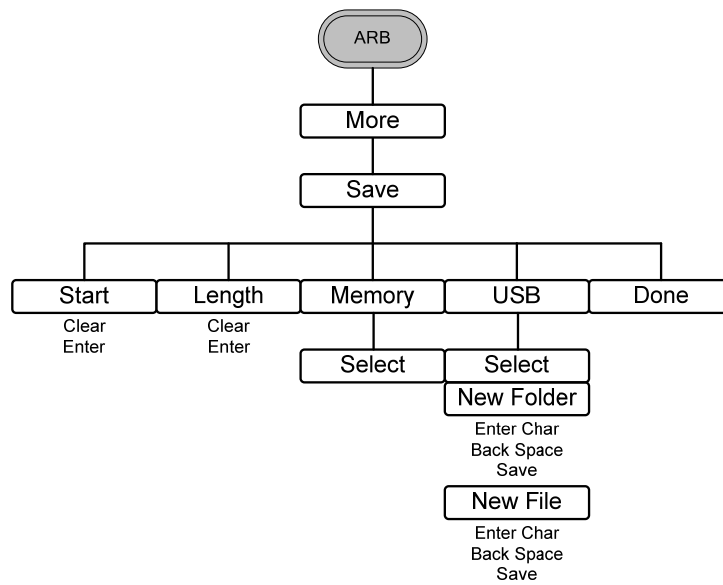 ARB
More
Save
Start
Length
Memory
USB
Done
Clear
Enter
Clear
Enter
Select
Select
New Folder
Enter Char
Back Space
Save
New File
Enter Char
Back Space
Save